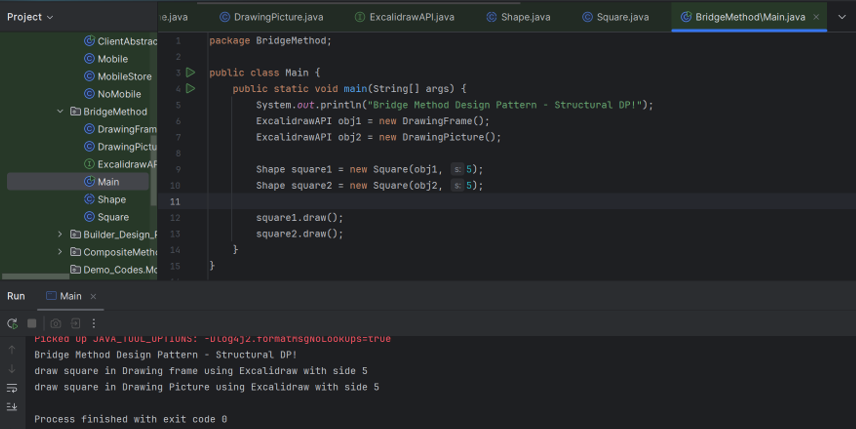 Project
e.java DrawingPicture.java ExcalidrawAPI.java Shape.java Square.java BridgeMethod\Main.java
ClientAbstrac
Mobile
MobileStore
NoMobile
BridgeMethod
DrawingFram
DrawingPictu
ExcalidrawAP
Main
Shape
Square
Builder_Design_P
CompositeMetho
Demo_Codes.Mo
1 package BridgeMethod;
2
3 public class Main {
4 public static void main(String[] args) {
5 System.out.println("Bridge Method Design Pattern - Structural DP!");
6 ExcalidrawAPI obj1 = new DrawingFrame();
7 ExcalidrawAPI obj2 = new DrawingPicture();
8
9 Shape square1 = new Square(obj1, s: 5);
10 Shape square2 = new Square(obj2, s: 5);
11
12 square1.draw();
13 square2.draw();
14 }
15 }
Run Main
Picked up JAVA_TOOL_OPTIONS: -Dlog4j2.formatMsgNoLookups=true
Bridge Method Design Pattern - Structural DP!
draw square in Drawing frame using Excalidraw with side 5
draw square in Drawing Picture using Excalidraw with side 5
Process finished with exit code 0